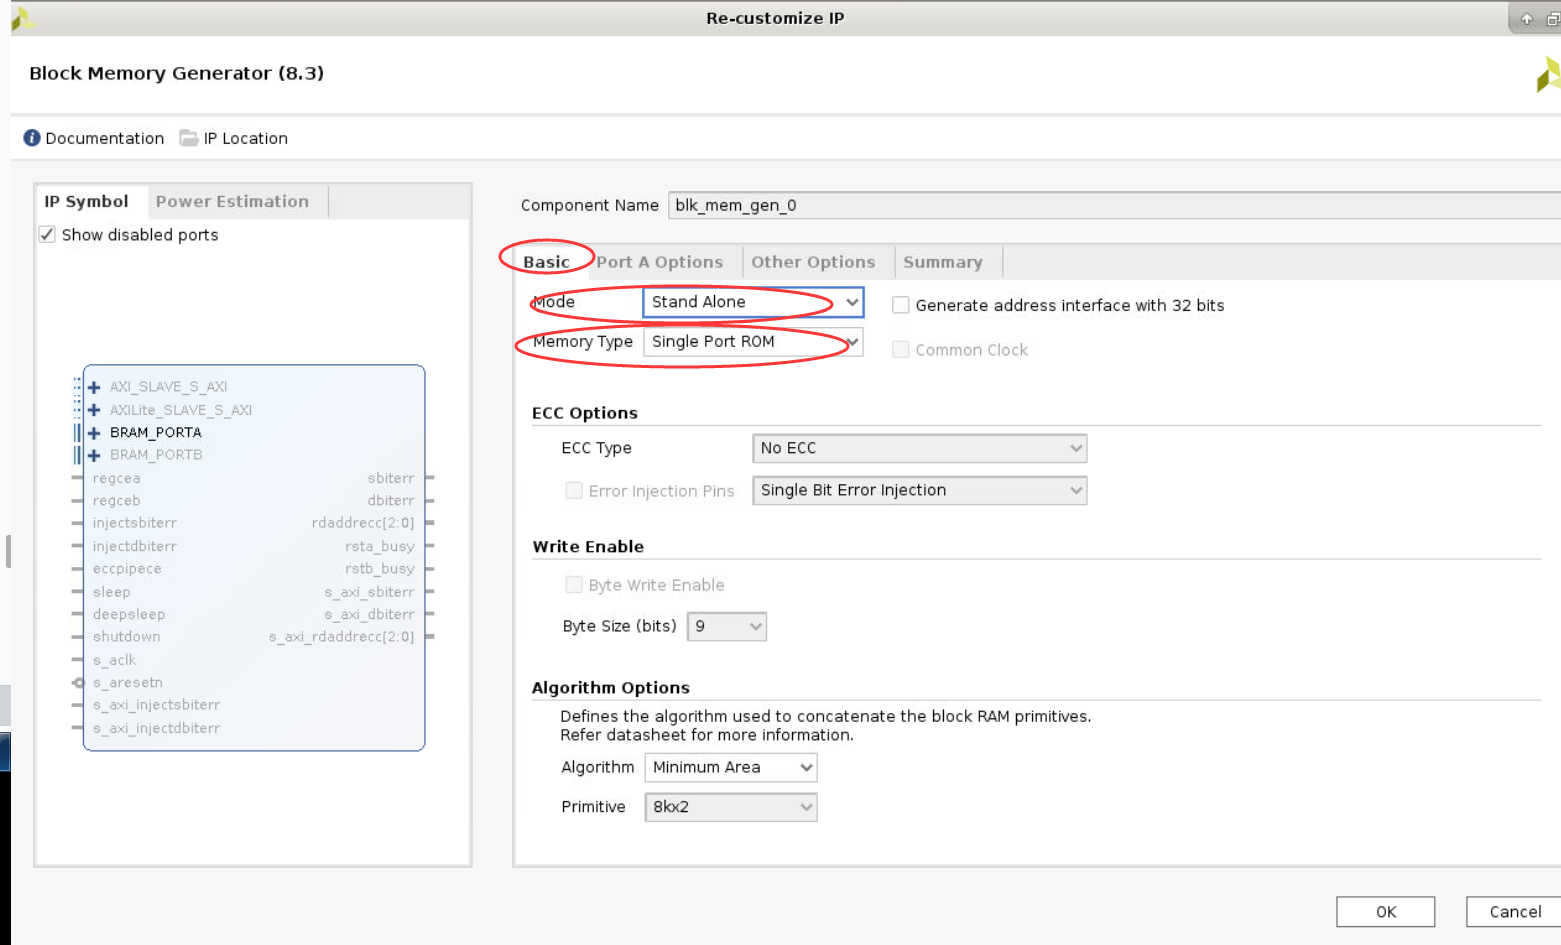 Re-customize IP
Block Memory Generator (8.3)
Documentation IP Location
IP Symbol Power Estimation
Show disabled ports
AXI_SLAVE_S_AXI
AXILite_SLAVE_S_AXI
BRAM_PORTA
BRAM_PORTB
regcea sbiterr
regceb dbiterr
injectsbiterr rdaddrecc[2:0]
injectdbiterr rsta_busy
eccpipece rstb_busy
sleep s_axi_sbiterr
deepsleep s_axi_dbiterr
shutdown s_axi_rdaddrecc[2:0]
s_aclk
s_aresetn
s_axi_injectsbiterr
s_axi_injectdbiterr
Component Name blk_mem_gen_0
Basic Port A Options Other Options Summary
Mode Stand Alone Generate address interface with 32 bits
Memory Type Single Port ROM Common Clock
ECC Options
ECC Type No ECC
Error Injection Pins Single Bit Error Injection
Write Enable
Byte Write Enable
Byte Size (bits) 9
Algorithm Options
Defines the algorithm used to concatenate the block RAM primitives.
Refer datasheet for more information.
Algorithm Minimum Area
Primitive 8kx2
OK Cancel